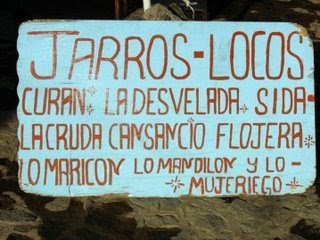 JARROS-LOCOS
CURAN * LA DESVELADA * SIDA-
LA CRUDA CANSANCIO FLOJERA
LO MARICON LO MANDILON Y LO-
* MUJERIEGO *